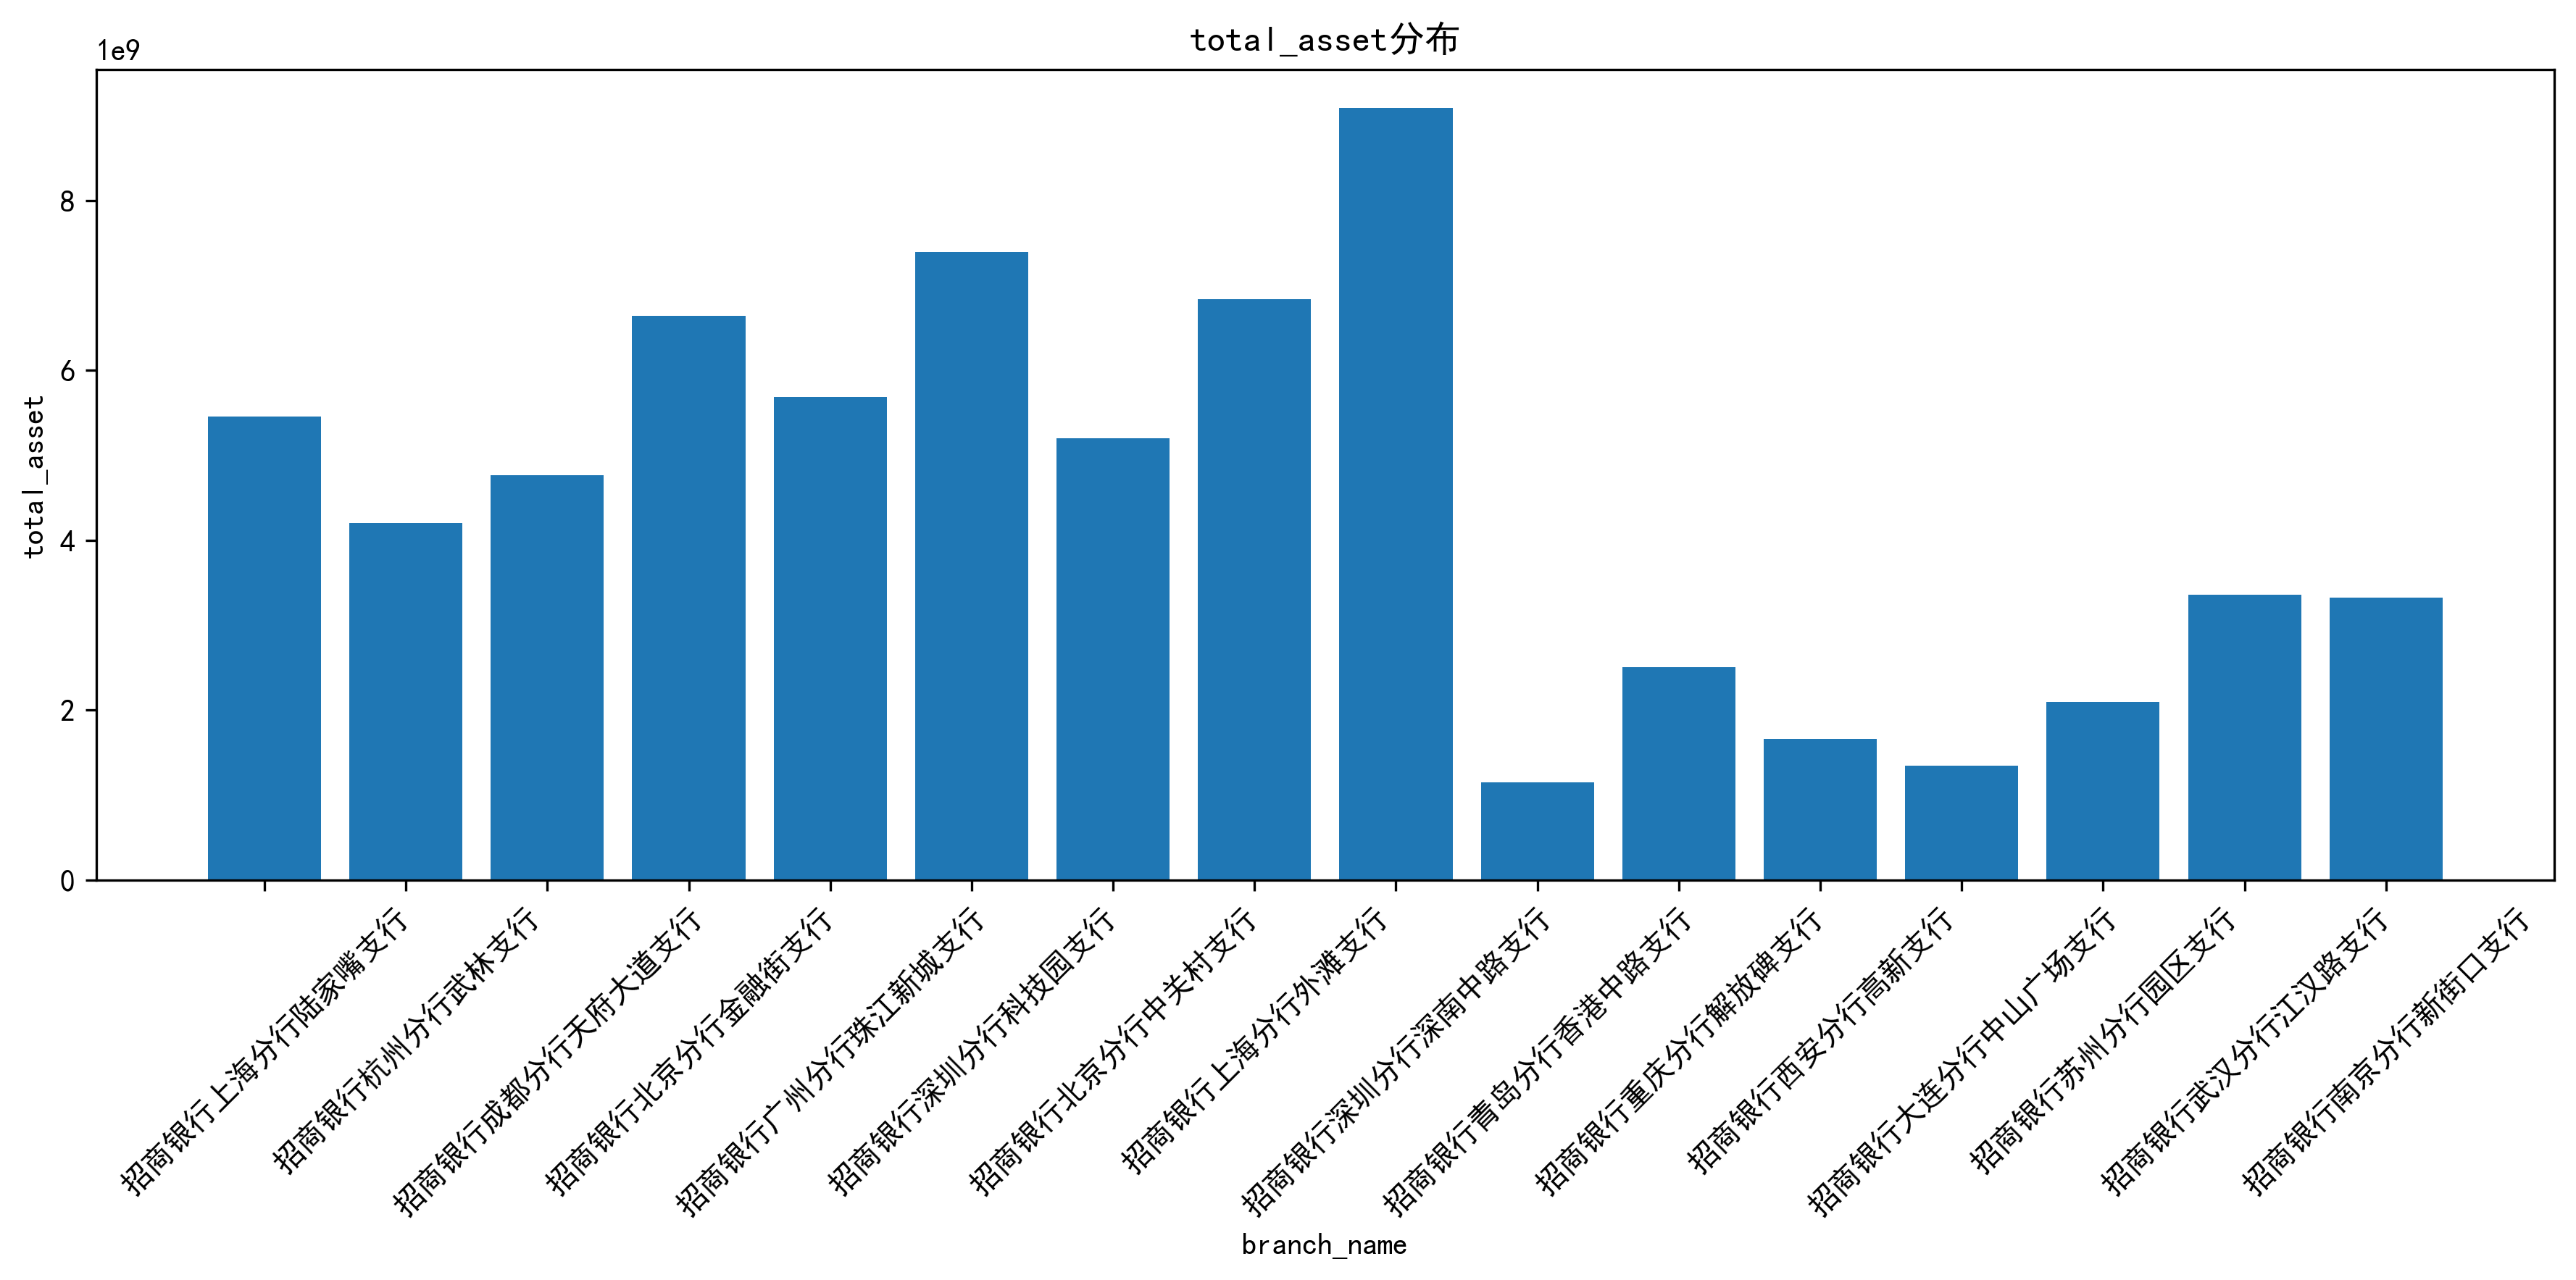 total_asset分布
1e9
8
6
4
2
0
total_asset
招商银行上海分行陆家嘴支行
招商银行杭州分行武林支行
招商银行成都分行天府大道支行
招商银行北京分行金融街支行
招商银行广州分行珠江新城支行
招商银行深圳分行科技园支行
招商银行北京分行中关村支行
招商银行上海分行外滩支行
招商银行深圳分行深南中路支行
招商银行青岛分行香港中路支行
招商银行重庆分行解放碑支行
招商银行西安分行高新支行
招商银行大连分行中山广场支行
招商银行苏州分行园区支行
招商银行武汉分行江汉路支行
招商银行南京分行新街口支行
branch_name